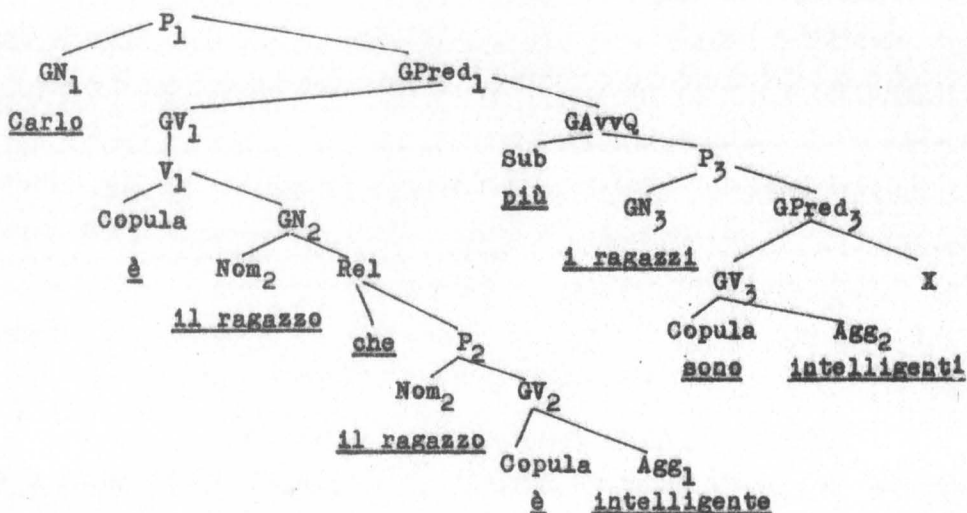 P1
GN1 GPred1
Carlo GV1 GAvvQ
V1 Sub P3
Copula GN2 più GN3 GPred3
è Nom2 Rel i ragazzi GV3 X
il ragazzo che P2 Copula Agg2
sono intelligenti
Nom2 GV2
il ragazzo
Copula Agg1
è intelligente